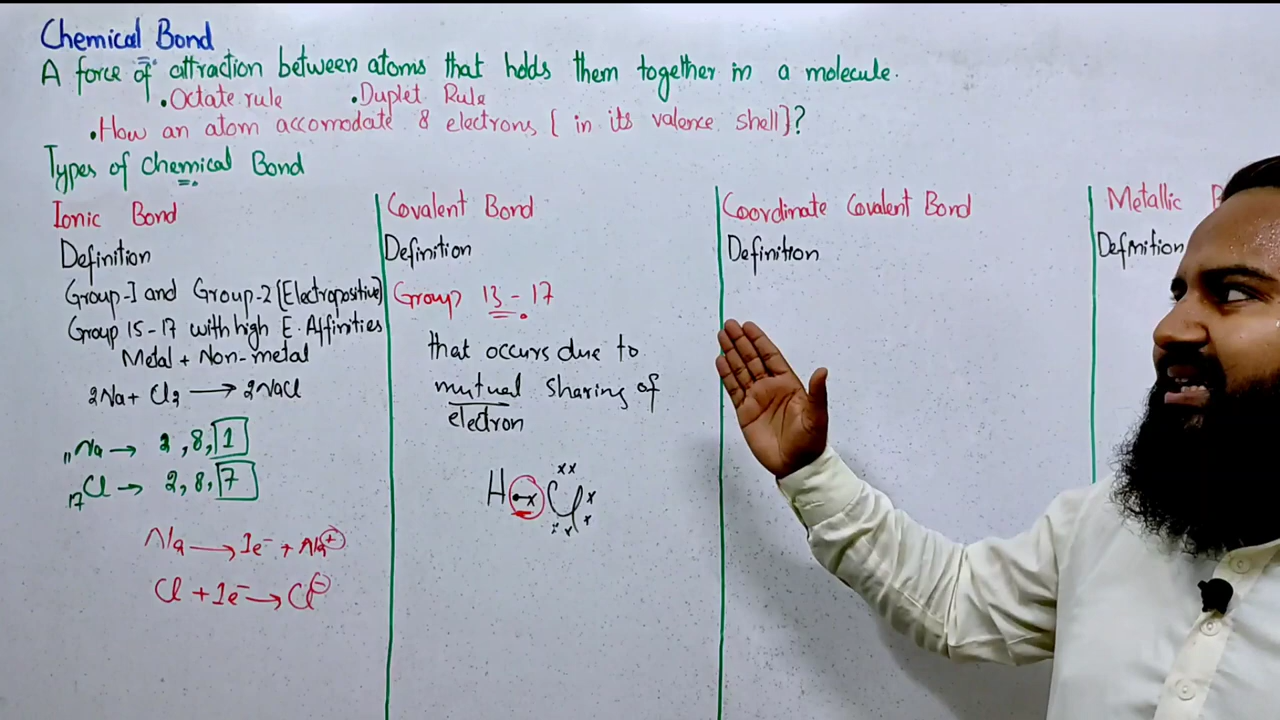 Chemical Bond
A force of attraction between atoms that holds them together in a molecule.
• Octate rule • Duplet Rule
• How an atom accomodate 8 electrons [ in its valence shell}?
Types of chemical Bond
Ionic Bond
Definition
Group-I and Group-2 [Electropositive]
Group 15-17 with high E. Affinities
Metal + Non-metal
2Na + Cl2 → 2NaCl
11Na → 2, 8, 1
17Cl → 2, 8, 7
Na → 1e⁻ + Na⁺
Cl + 1e⁻ → Cl⁻
Covalent Bond
Definition
Group 13 - 17
that occurs due to
mutual sharing of
electron
H •x Cl
Coordinate Covalent Bond
Definition
Metallic
Definition